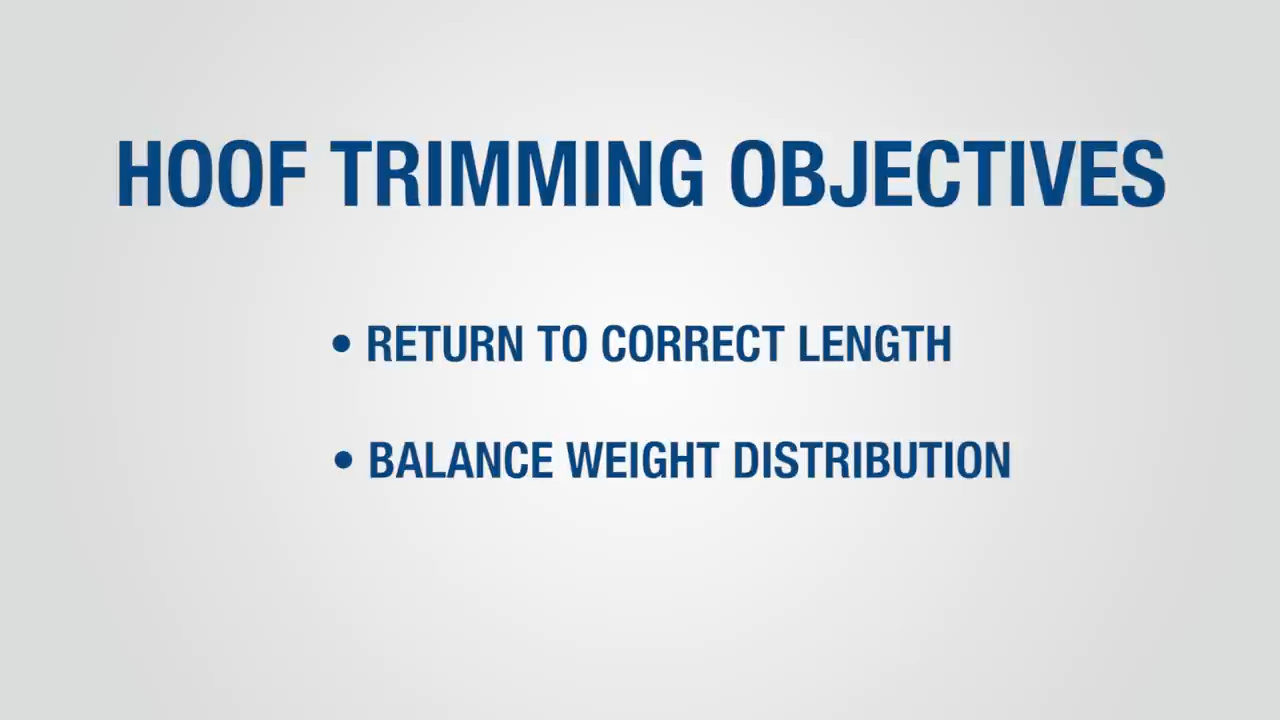 HOOF TRIMMING OBJECTIVES
• RETURN TO CORRECT LENGTH
• BALANCE WEIGHT DISTRIBUTION